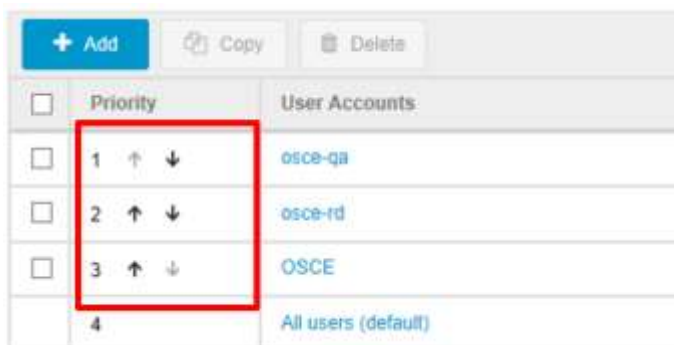 Add Copy Delete
Priority User Accounts
1 osce-qa
2 osce-rd
3 OSCE
4 All users (default)